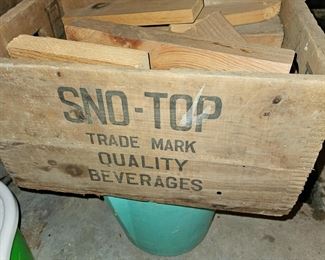 SNO-TOP
TRADE MARK
QUALITY
BEVERAGES